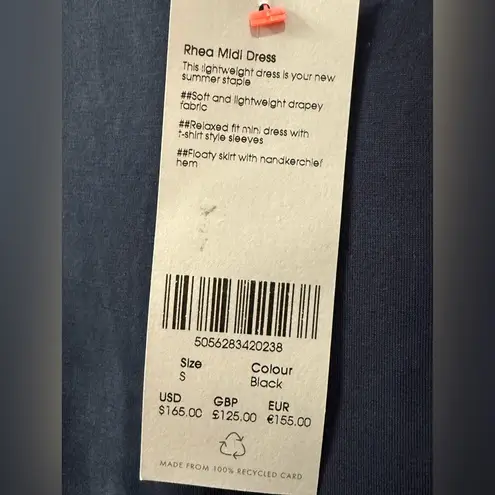 Rhea Midi Dress
This lightweight dress is your new
summer staple
##Soft and lightweight drapey
fabric
##Relaxed fit mini dress with
t-shirt style sleeves
##Floaty skirt with handkerchief
hem
5056283420238
Size Colour
S Black
USD GBP EUR
$165.00 £125.00 €155.00
MADE FROM 100% RECYCLED CARD